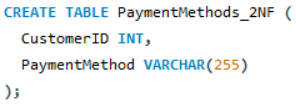 CREATE TABLE PaymentMethods_2NF (
  CustomerID INT,
  PaymentMethod VARCHAR(255)
);